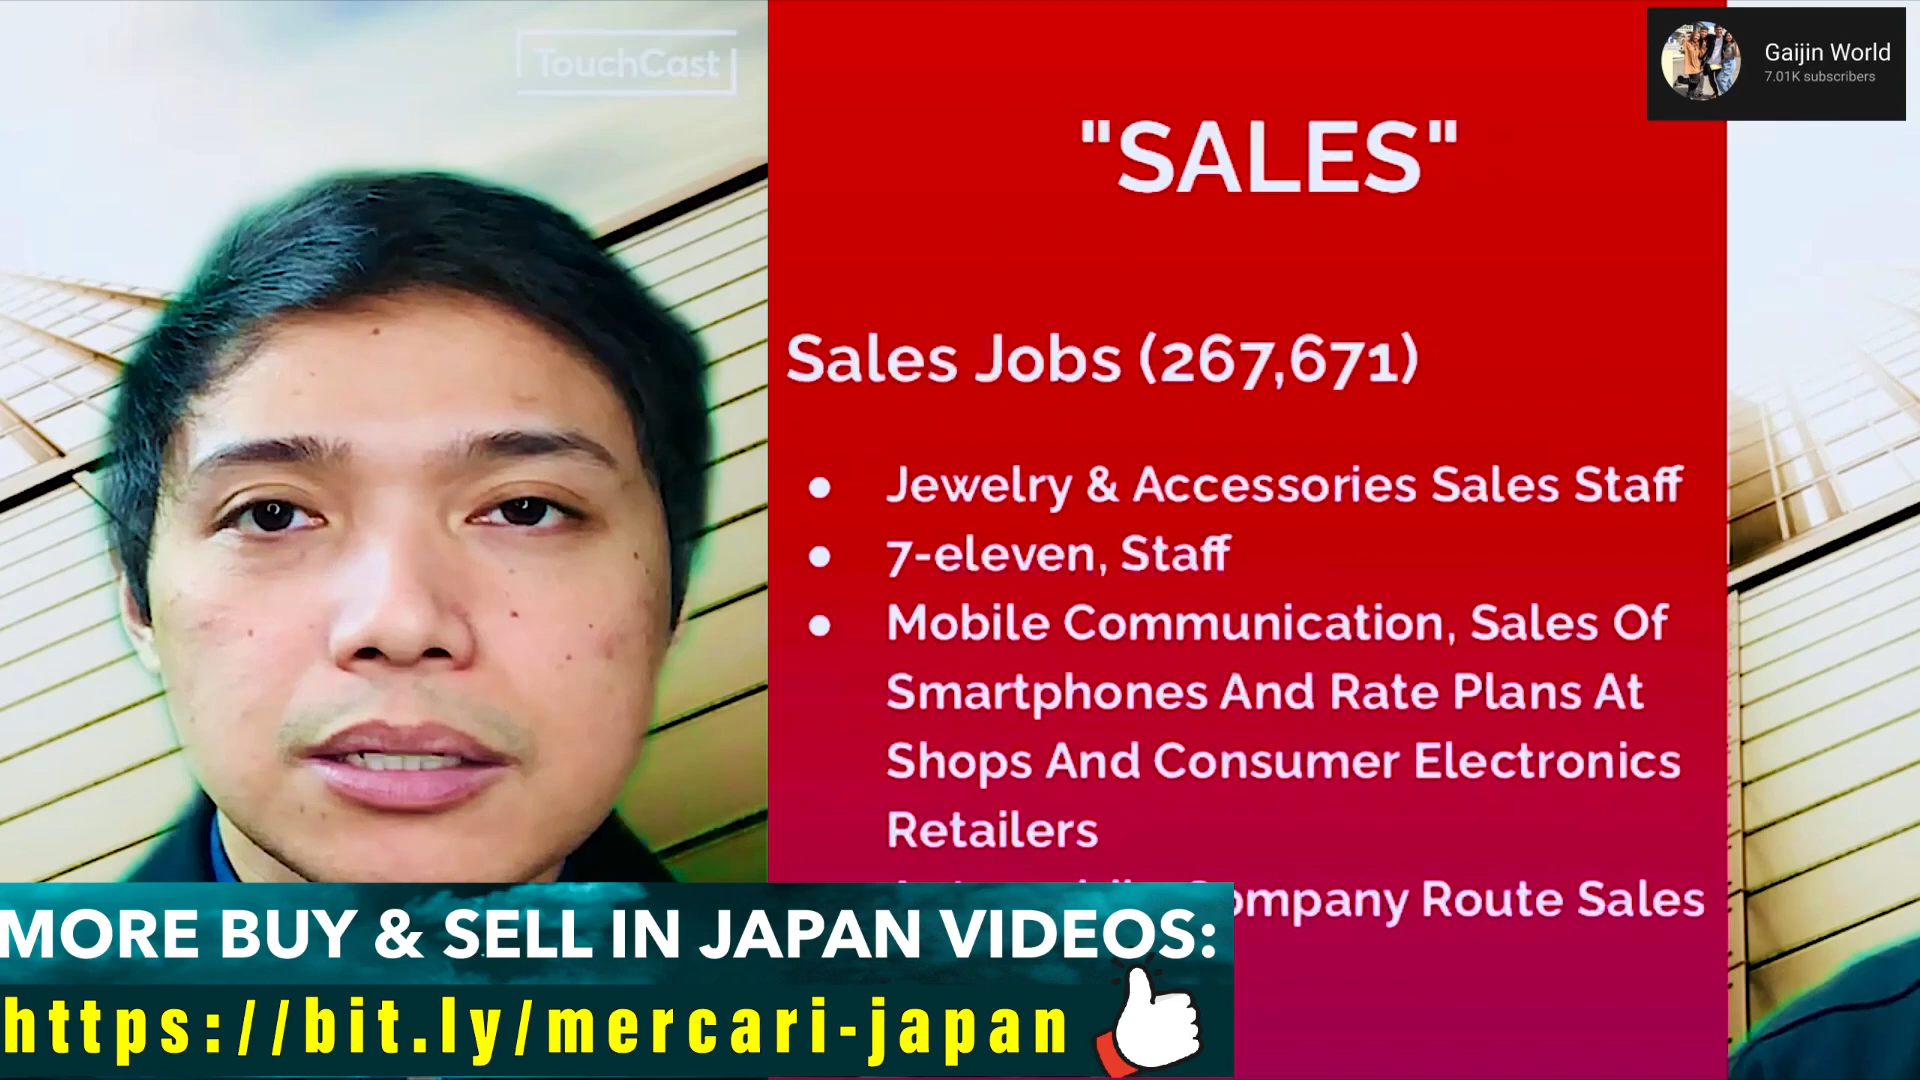 TouchCast
Gaijin World
7.01K subscribers
"SALES"
Sales Jobs (267,671)
● Jewelry & Accessories Sales Staff
● 7-eleven, Staff
● Mobile Communication, Sales Of
Smartphones And Rate Plans At
Shops And Consumer Electronics
Retailers
Company Route Sales
MORE BUY & SELL IN JAPAN VIDEOS:
https://bit.ly/mercari-japan